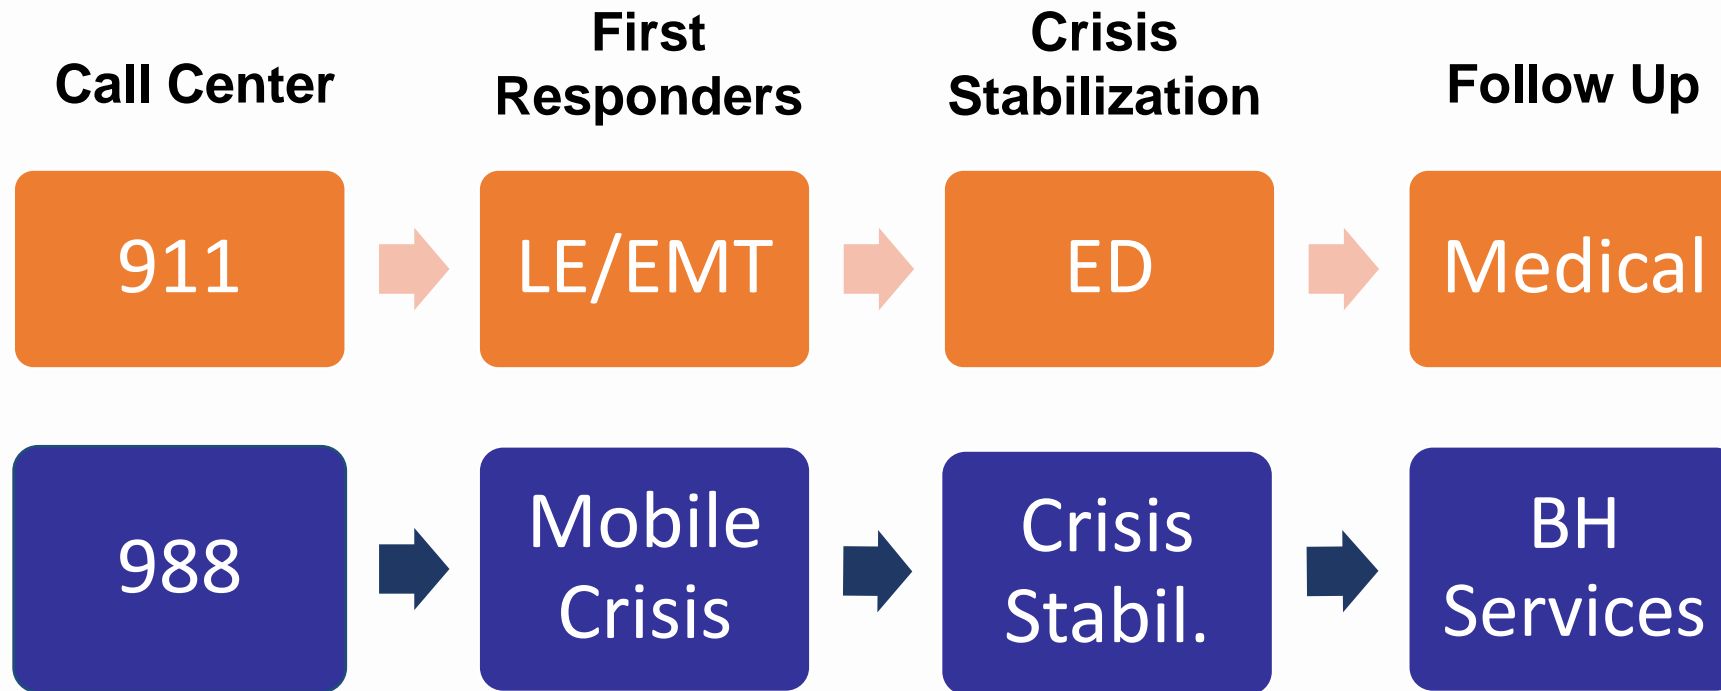 Call Center
First
Responders
Crisis
Stabilization
Follow Up
911
LE/EMT
ED
Medical
988
Mobile
Crisis
Crisis
Stabil.
BH
Services